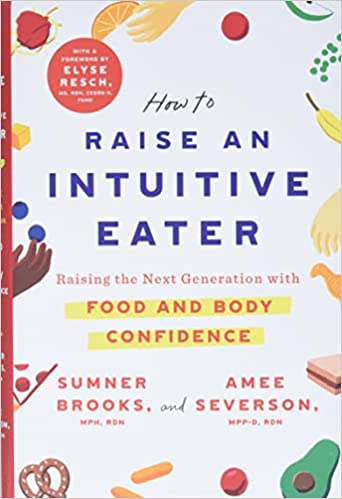 WITH A
FOREWORD BY
ELYSE
RESCH,
MS, RDN, CEDRD-S,
FAND
How to
RAISE AN
INTUITIVE
EATER
Raising the Next Generation with
FOOD AND BODY
CONFIDENCE
SUMNER
BROOKS,
MPH, RDN
and
AMEE
SEVERSON,
MPP-D, RDN